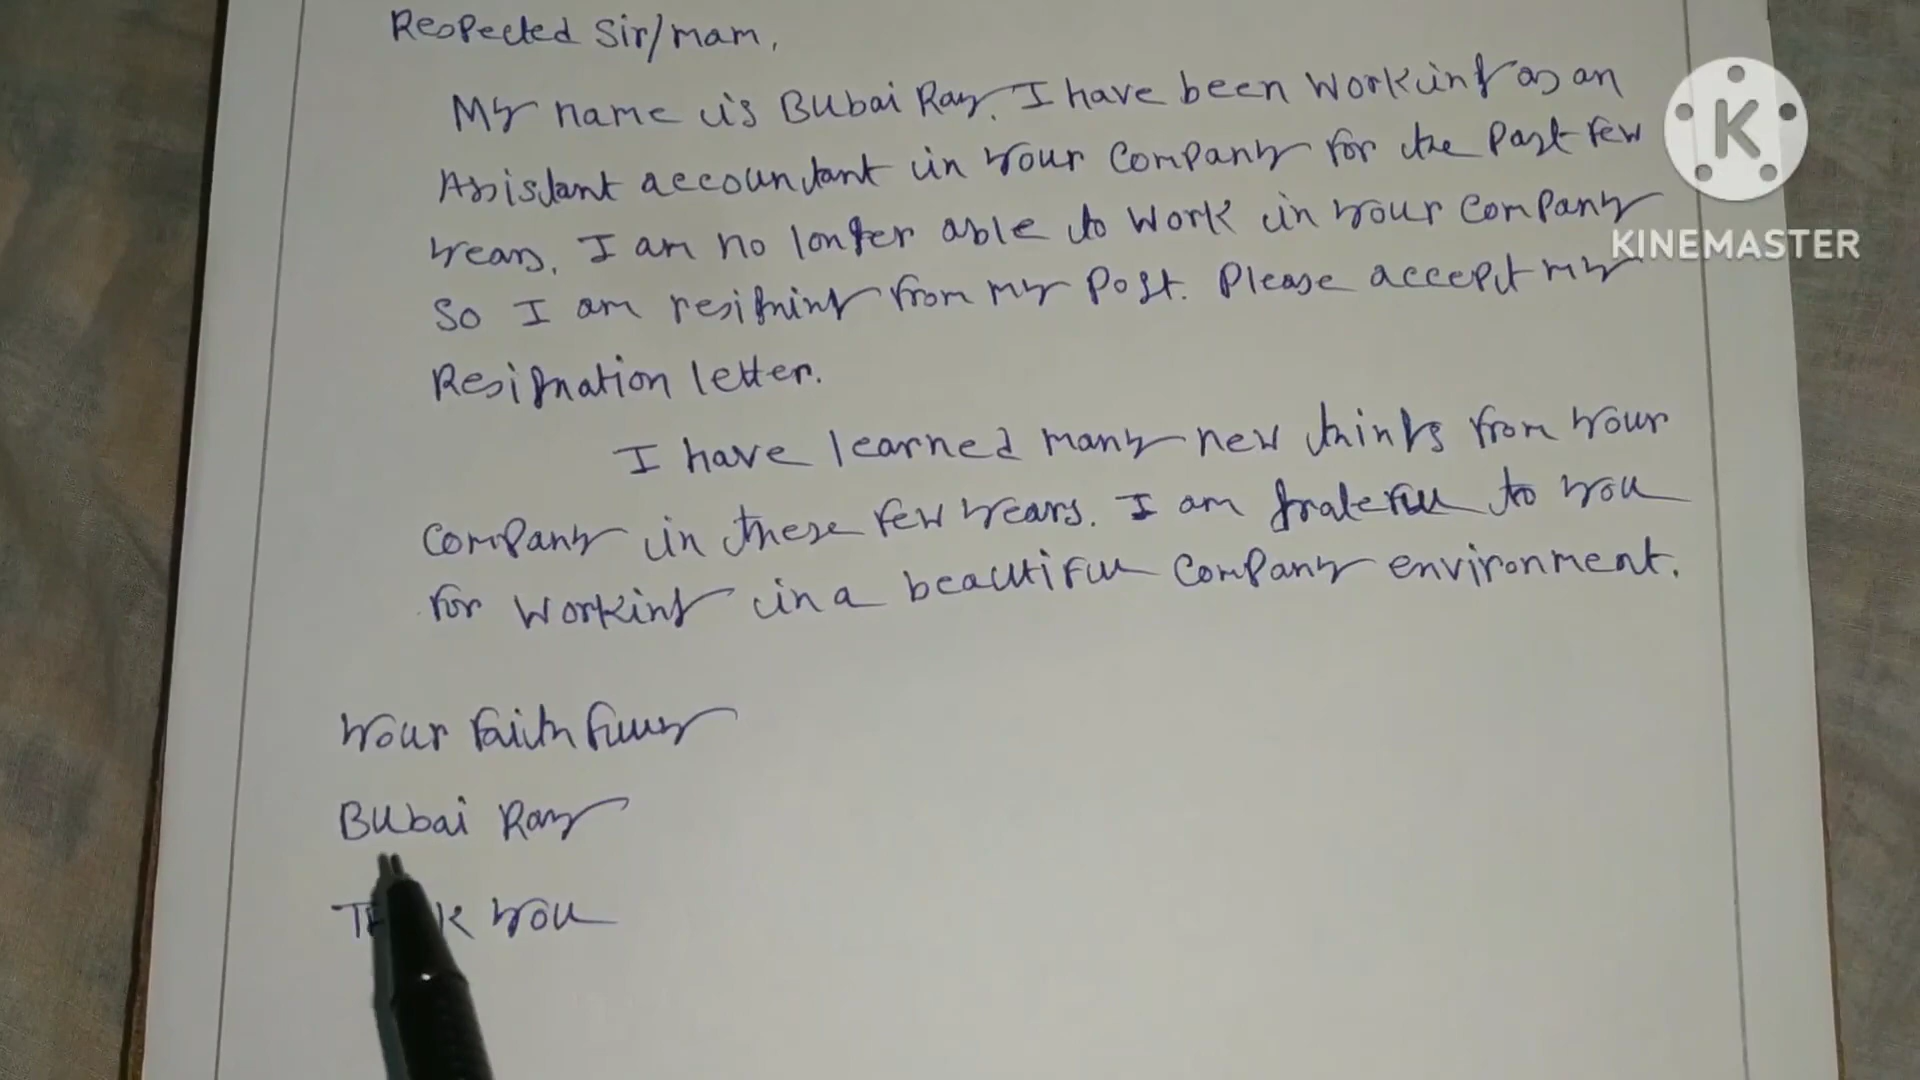 Respected Sir/mam,
My name is Bubai Ray. I have been working as an
Assistant accountant in your company for the past few
years. I am no longer able to work in your company
So I am resigning from my post. Please accept my
Resignation letter.
I have learned many new things from your
company in these few years. I am grateful to you
for working in a beautiful company environment.
Your faithfully
Bubai Ray
you
K
KINEMASTER